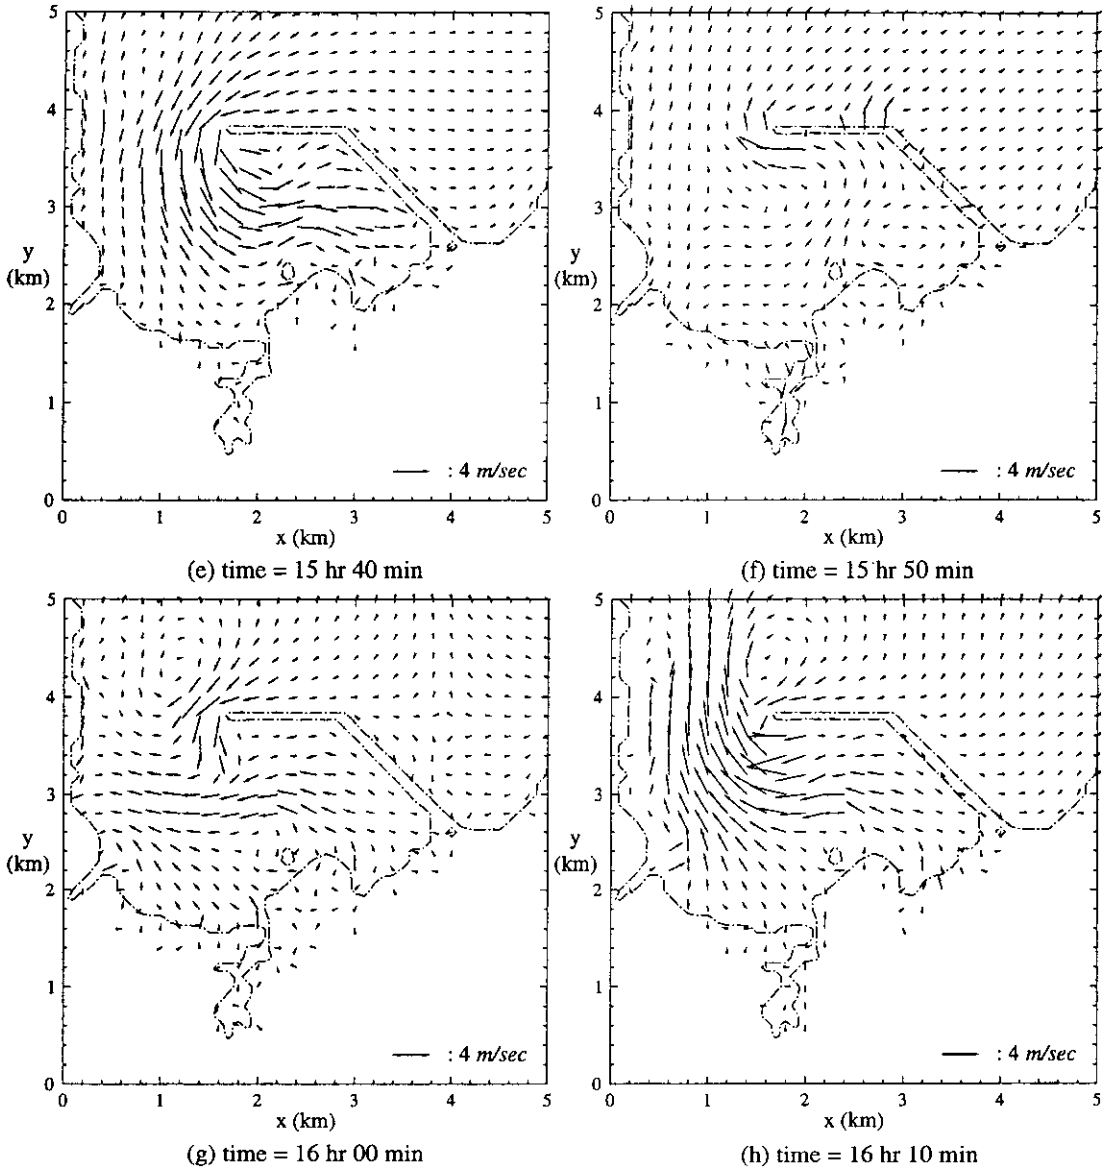 5
4
3
y
(km)
2
1
0
: 4 m/sec
0 1 2 3 4 5
x (km)
(e) time = 15 hr 40 min
5
4
3
y
(km)
2
1
0
: 4 m/sec
0 1 2 3 4 5
x (km)
(f) time = 15 hr 50 min
5
4
3
y
(km)
2
1
0
: 4 m/sec
0 1 2 3 4 5
x (km)
(g) time = 16 hr 00 min
5
4
3
y
(km)
2
1
0
: 4 m/sec
0 1 2 3 4 5
x (km)
(h) time = 16 hr 10 min